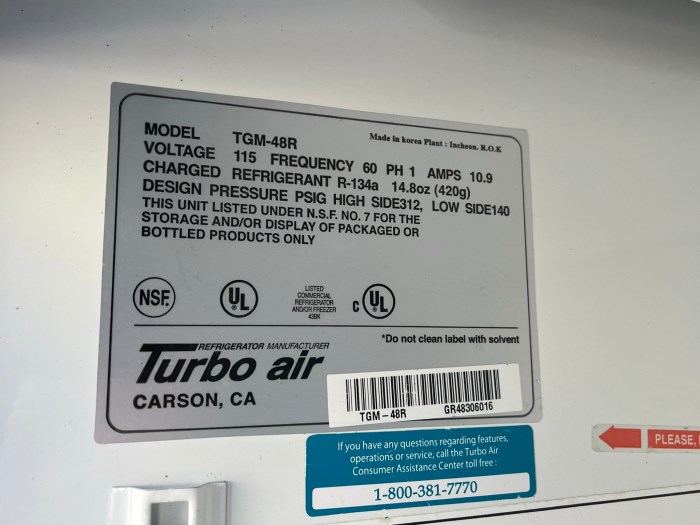 MODEL TGM-48R Made in korea Plant : Incheon. R.O.K
VOLTAGE 115 FREQUENCY 60 PH 1 AMPS 10.9
CHARGED REFRIGERANT R-134a 14.8oz (420g)
DESIGN PRESSURE PSIG HIGH SIDE312, LOW SIDE140
THIS UNIT LISTED UNDER N.S.F. NO. 7 FOR THE
STORAGE AND/OR DISPLAY OF PACKAGED OR
BOTTLED PRODUCTS ONLY
NSF.
UL
LISTED
COMMERCIAL
REFRIGERATOR
AND/OR FREEZER
43BK
c UL
*Do not clean label with solvent
REFRIGERATOR MANUFACTURER
Turbo air
CARSON, CA
TGM-48R GR48306016
If you have any questions regarding features,
operations or service, call the Turbo Air
Consumer Assistance Center toll free :
1-800-381-7770
PLEASE,